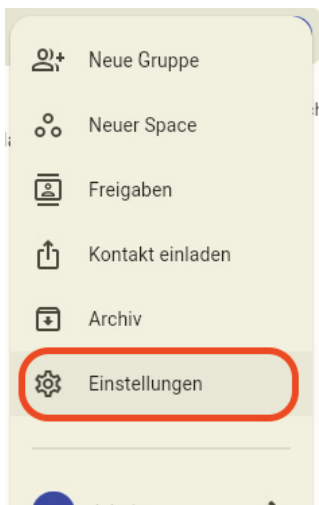 Neue Gruppe
Neuer Space
Freigaben
Kontakt einladen
Archiv
Einstellungen